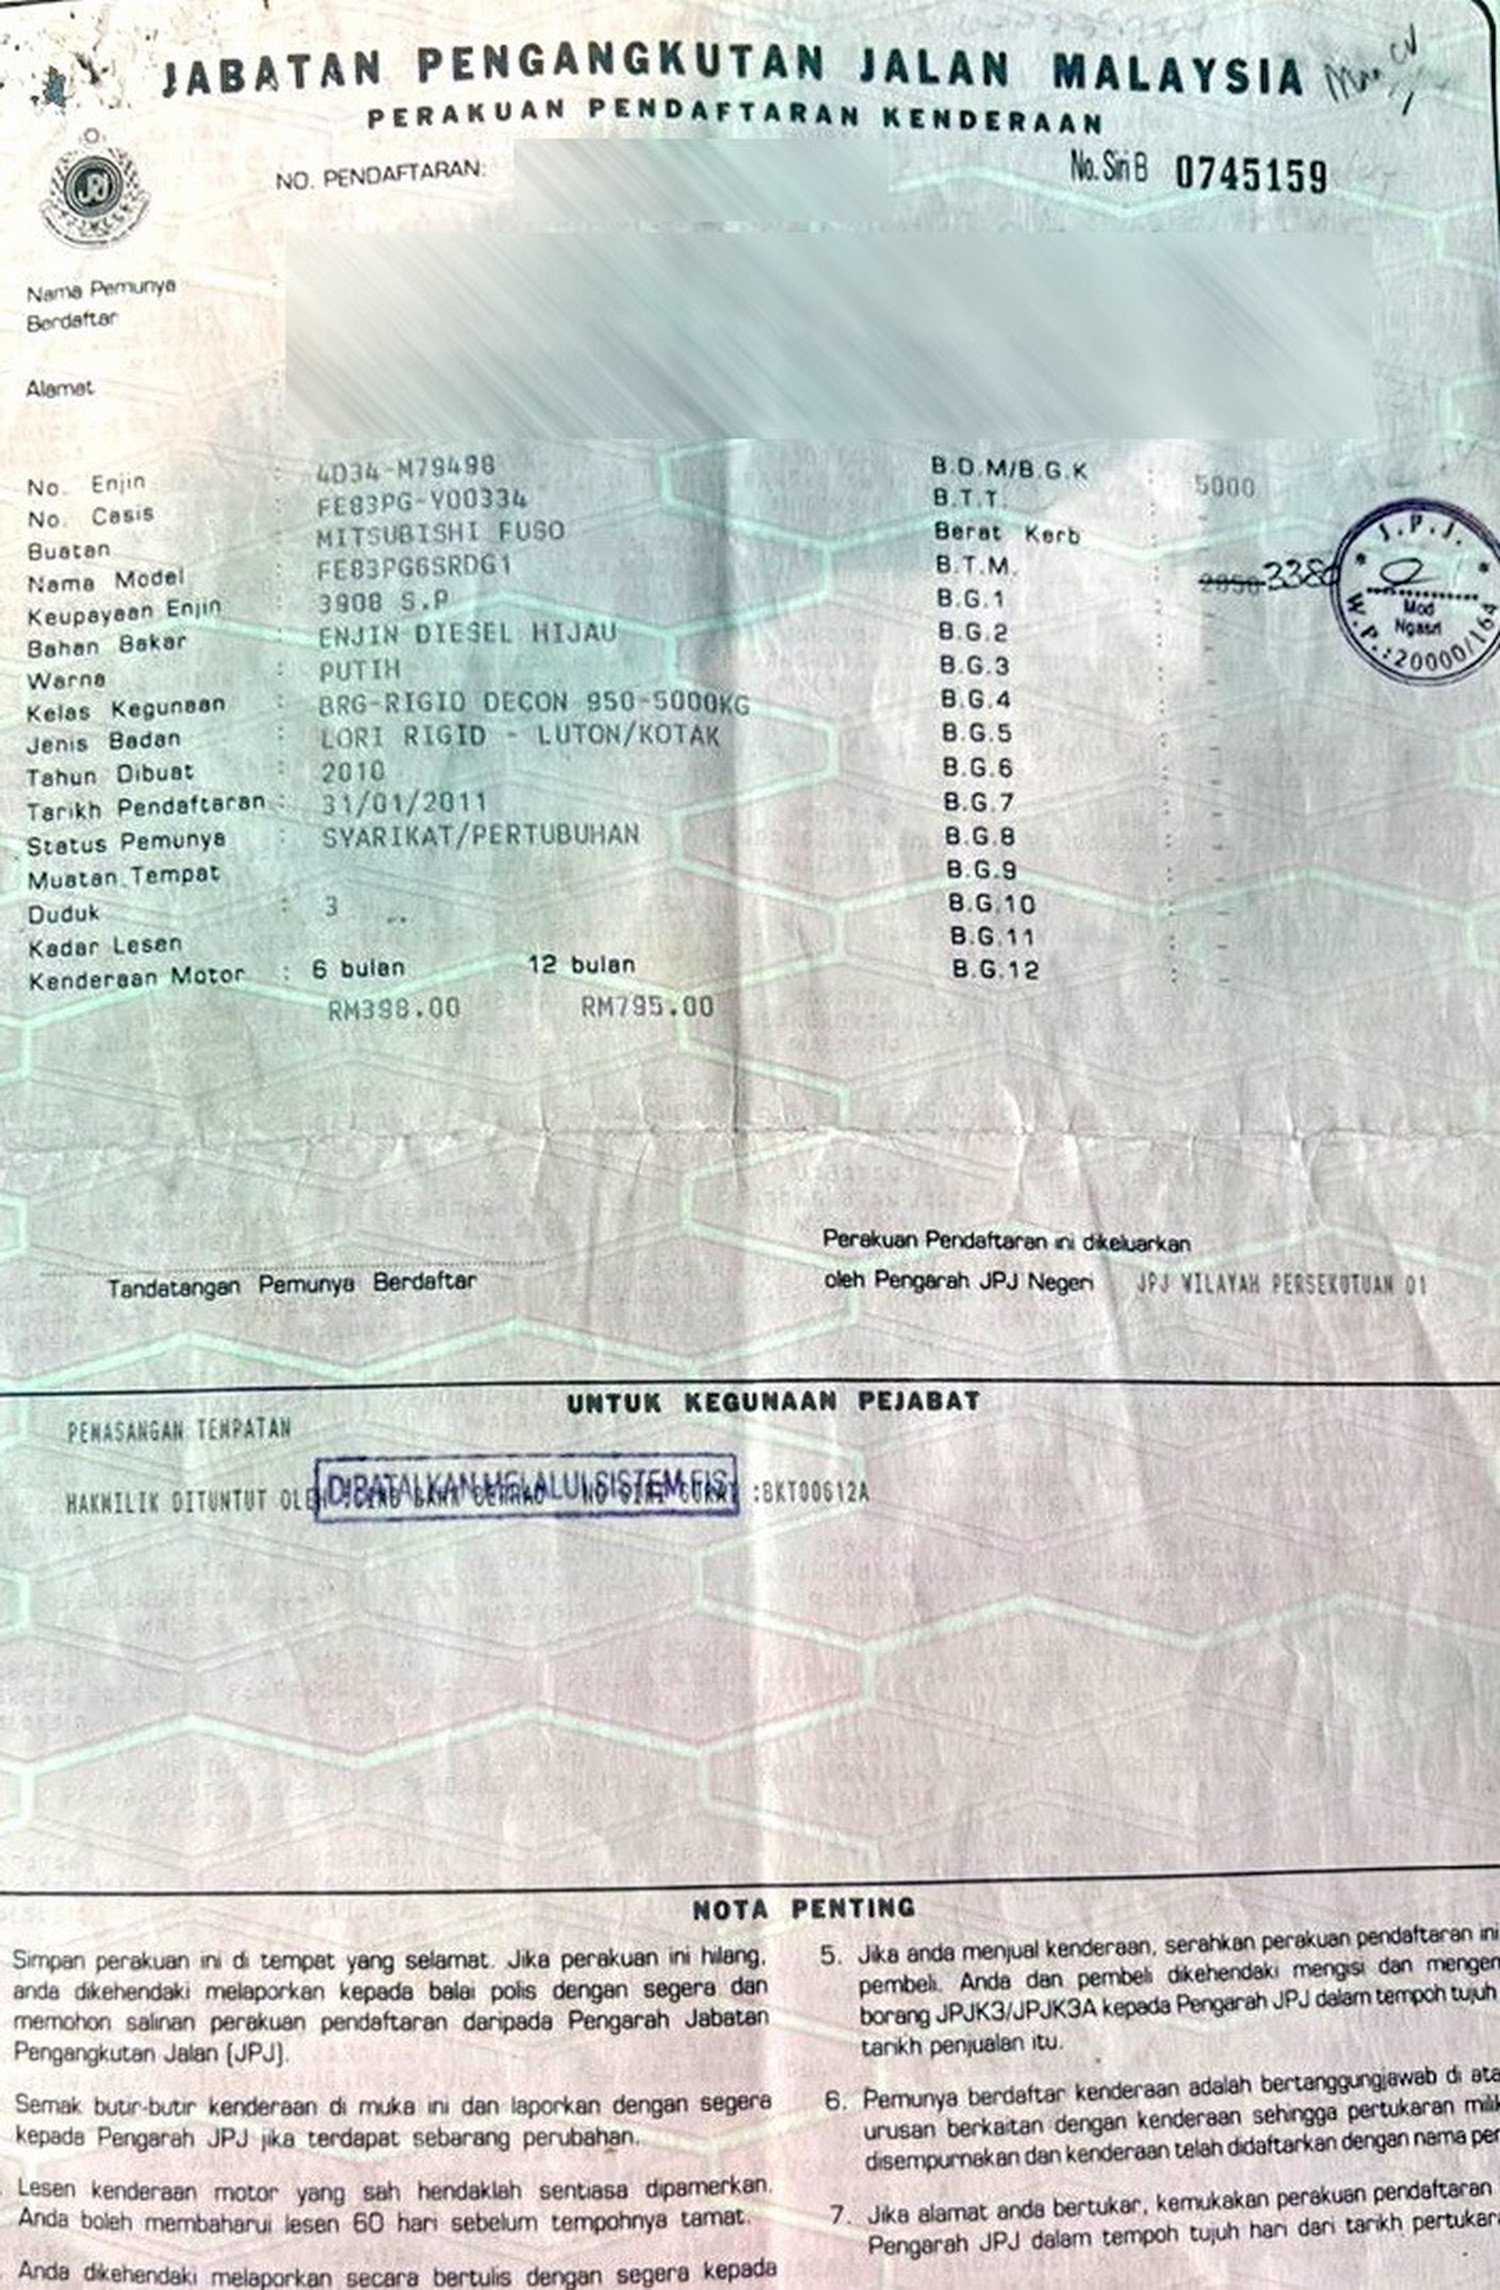 JABATAN PENGANGKUTAN JALAN MALAYSIA
PERAKUAN PENDAFTARAN KENDERAAN
NO. PENDAFTARAN:
No. Siri B 0745159
Nama Pemunya
Berdaftar
Alamat
No. Enjin : 4D34-M79498
No. Casis FE83PG-Y00334
Buatan MITSUBISHI FUSO
Nama Model : FE83PG6SRDG1
Keupayaan Enjin : 3908 S.P
Bahan Bakar : ENJIN DIESEL HIJAU
Warna : PUTIH
Kelas Kegunaan : BRG-RIGID DECON 950-5000KG
Jenis Badan : LORI RIGID - LUTON/KOTAK
Tahun Dibuat : 2010
Tarikh Pendaftaran : 31/01/2011
Status Pemunya : SYARIKAT/PERTUBUHAN
Muatan Tempat
Duduk : 3
Kadar Lesen
Kenderaan Motor : 6 bulan 12 bulan
RM398.00 RM795.00
B.D.M/B.G.K : 5000
B.T.T.
Berat Kerb
B.T.M.
B.G.1
B.G.2 -
B.G.3 -
B.G.4 -
B.G.5 -
B.G.6 -
B.G.7 -
B.G.8 -
B.G.9 -
B.G.10 -
B.G.11 -
B.G.12 -
J.P.J.
Mod
Ngasri
W.P.:20000/164
Perakuan Pendaftaran ini dikeluarkan
Tandatangan Pemunya Berdaftar
oleh Pengarah JPJ Negeri JPJ WILAYAH PERSEKUTUAN 01
UNTUK KEGUNAAN PEJABAT
PEMASANGAN TEMPATAN
HAKMILIK DITUNTUT OLEH :BKT00612A
DIBATALKAN MELALUI SISTEM EIS
NOTA PENTING
Simpan perakuan ini di tempat yang selamat. Jika perakuan ini hilang,
anda dikehendaki melaporkan kepada balai polis dengan segera dan
memohon salinan perakuan pendaftaran daripada Pengarah Jabatan
Pengangkutan Jalan (JPJ).
Semak butir-butir kenderaan di muka ini dan laporkan dengan segera
kepada Pengarah JPJ jika terdapat sebarang perubahan.
Lesen kenderaan motor yang sah hendaklah sentiasa dipamerkan.
Anda boleh membaharui lesen 60 hari sebelum tempohnya tamat.
Anda dikehendaki melaporkan secara bertulis dengan segera kepada
5. Jika anda menjual kenderaan, serahkan perakuan pendaftaran ini
pembeli. Anda dan pembeli dikehendaki mengisi dan mengem
borang JPJK3/JPJK3A kepada Pengarah JPJ dalam tempoh tujuh
tarikh penjualan itu.
6. Pemunya berdaftar kenderaan adalah bertanggungjawab di ata
urusan berkaitan dengan kenderaan sehingga pertukaran milik
disempurnakan dan kenderaan telah didaftarkan dengan nama pem
7. Jika alamat anda bertukar, kemukakan perakuan pendaftaran
Pengarah JPJ dalam tempoh tujuh hari dari tarikh pertukara